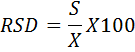 RSD = S/X X100